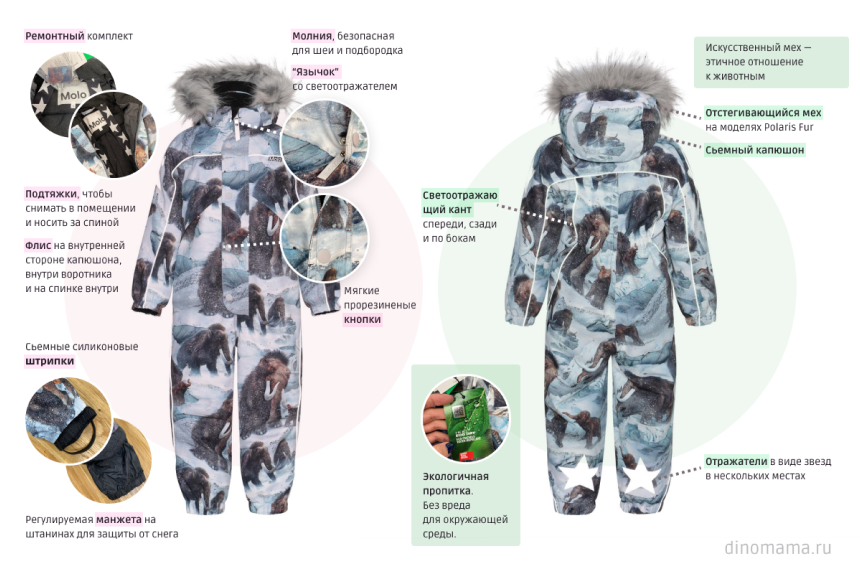 Ремонтный комплект
Molo
Molo
Подтяжки, чтобы
снимать в помещении
и носить за спиной
Флис на внутренней
стороне капюшона,
внутри воротника
и на спинке внутри
Сьемные силиконовые
штрипки
Регулируемая манжета на
штанинах для защиты от снега
Молния, безопасная
для шеи и подбородка
"Язычок"
со светоотражателем
Мягкие
прорезиненые
кнопки
Светоотражаю
щий кант
спереди, сзади
и по бокам
Экологичная
пропитка.
Без вреда
для окружающей
среды.
Искусственный мех —
этичное отношение
к животным
Отстегивающийся мех
на моделях Polaris Fur
Сьемный капюшон
Отражатели в виде звезд
в нескольких местах
dinomama.ru